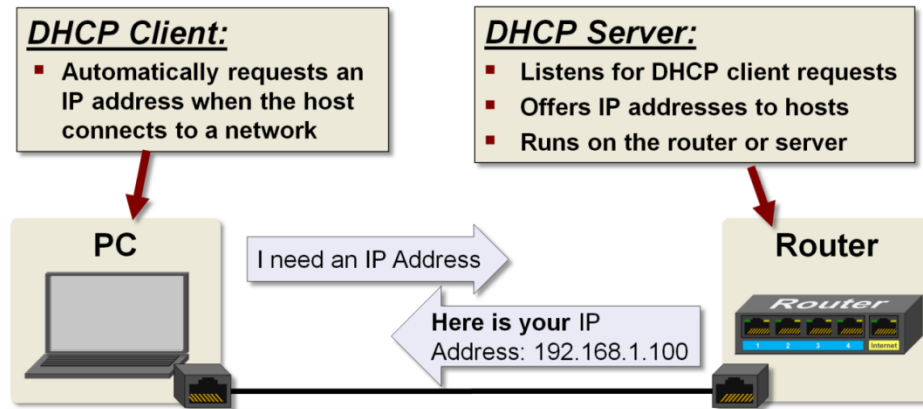 DHCP Client:
▪ Automatically requests an
IP address when the host
connects to a network
DHCP Server:
▪ Listens for DHCP client requests
▪ Offers IP addresses to hosts
▪ Runs on the router or server
PC
I need an IP Address
Here is your IP
Address: 192.168.1.100
Router
Router
1 2 3 4 Internet